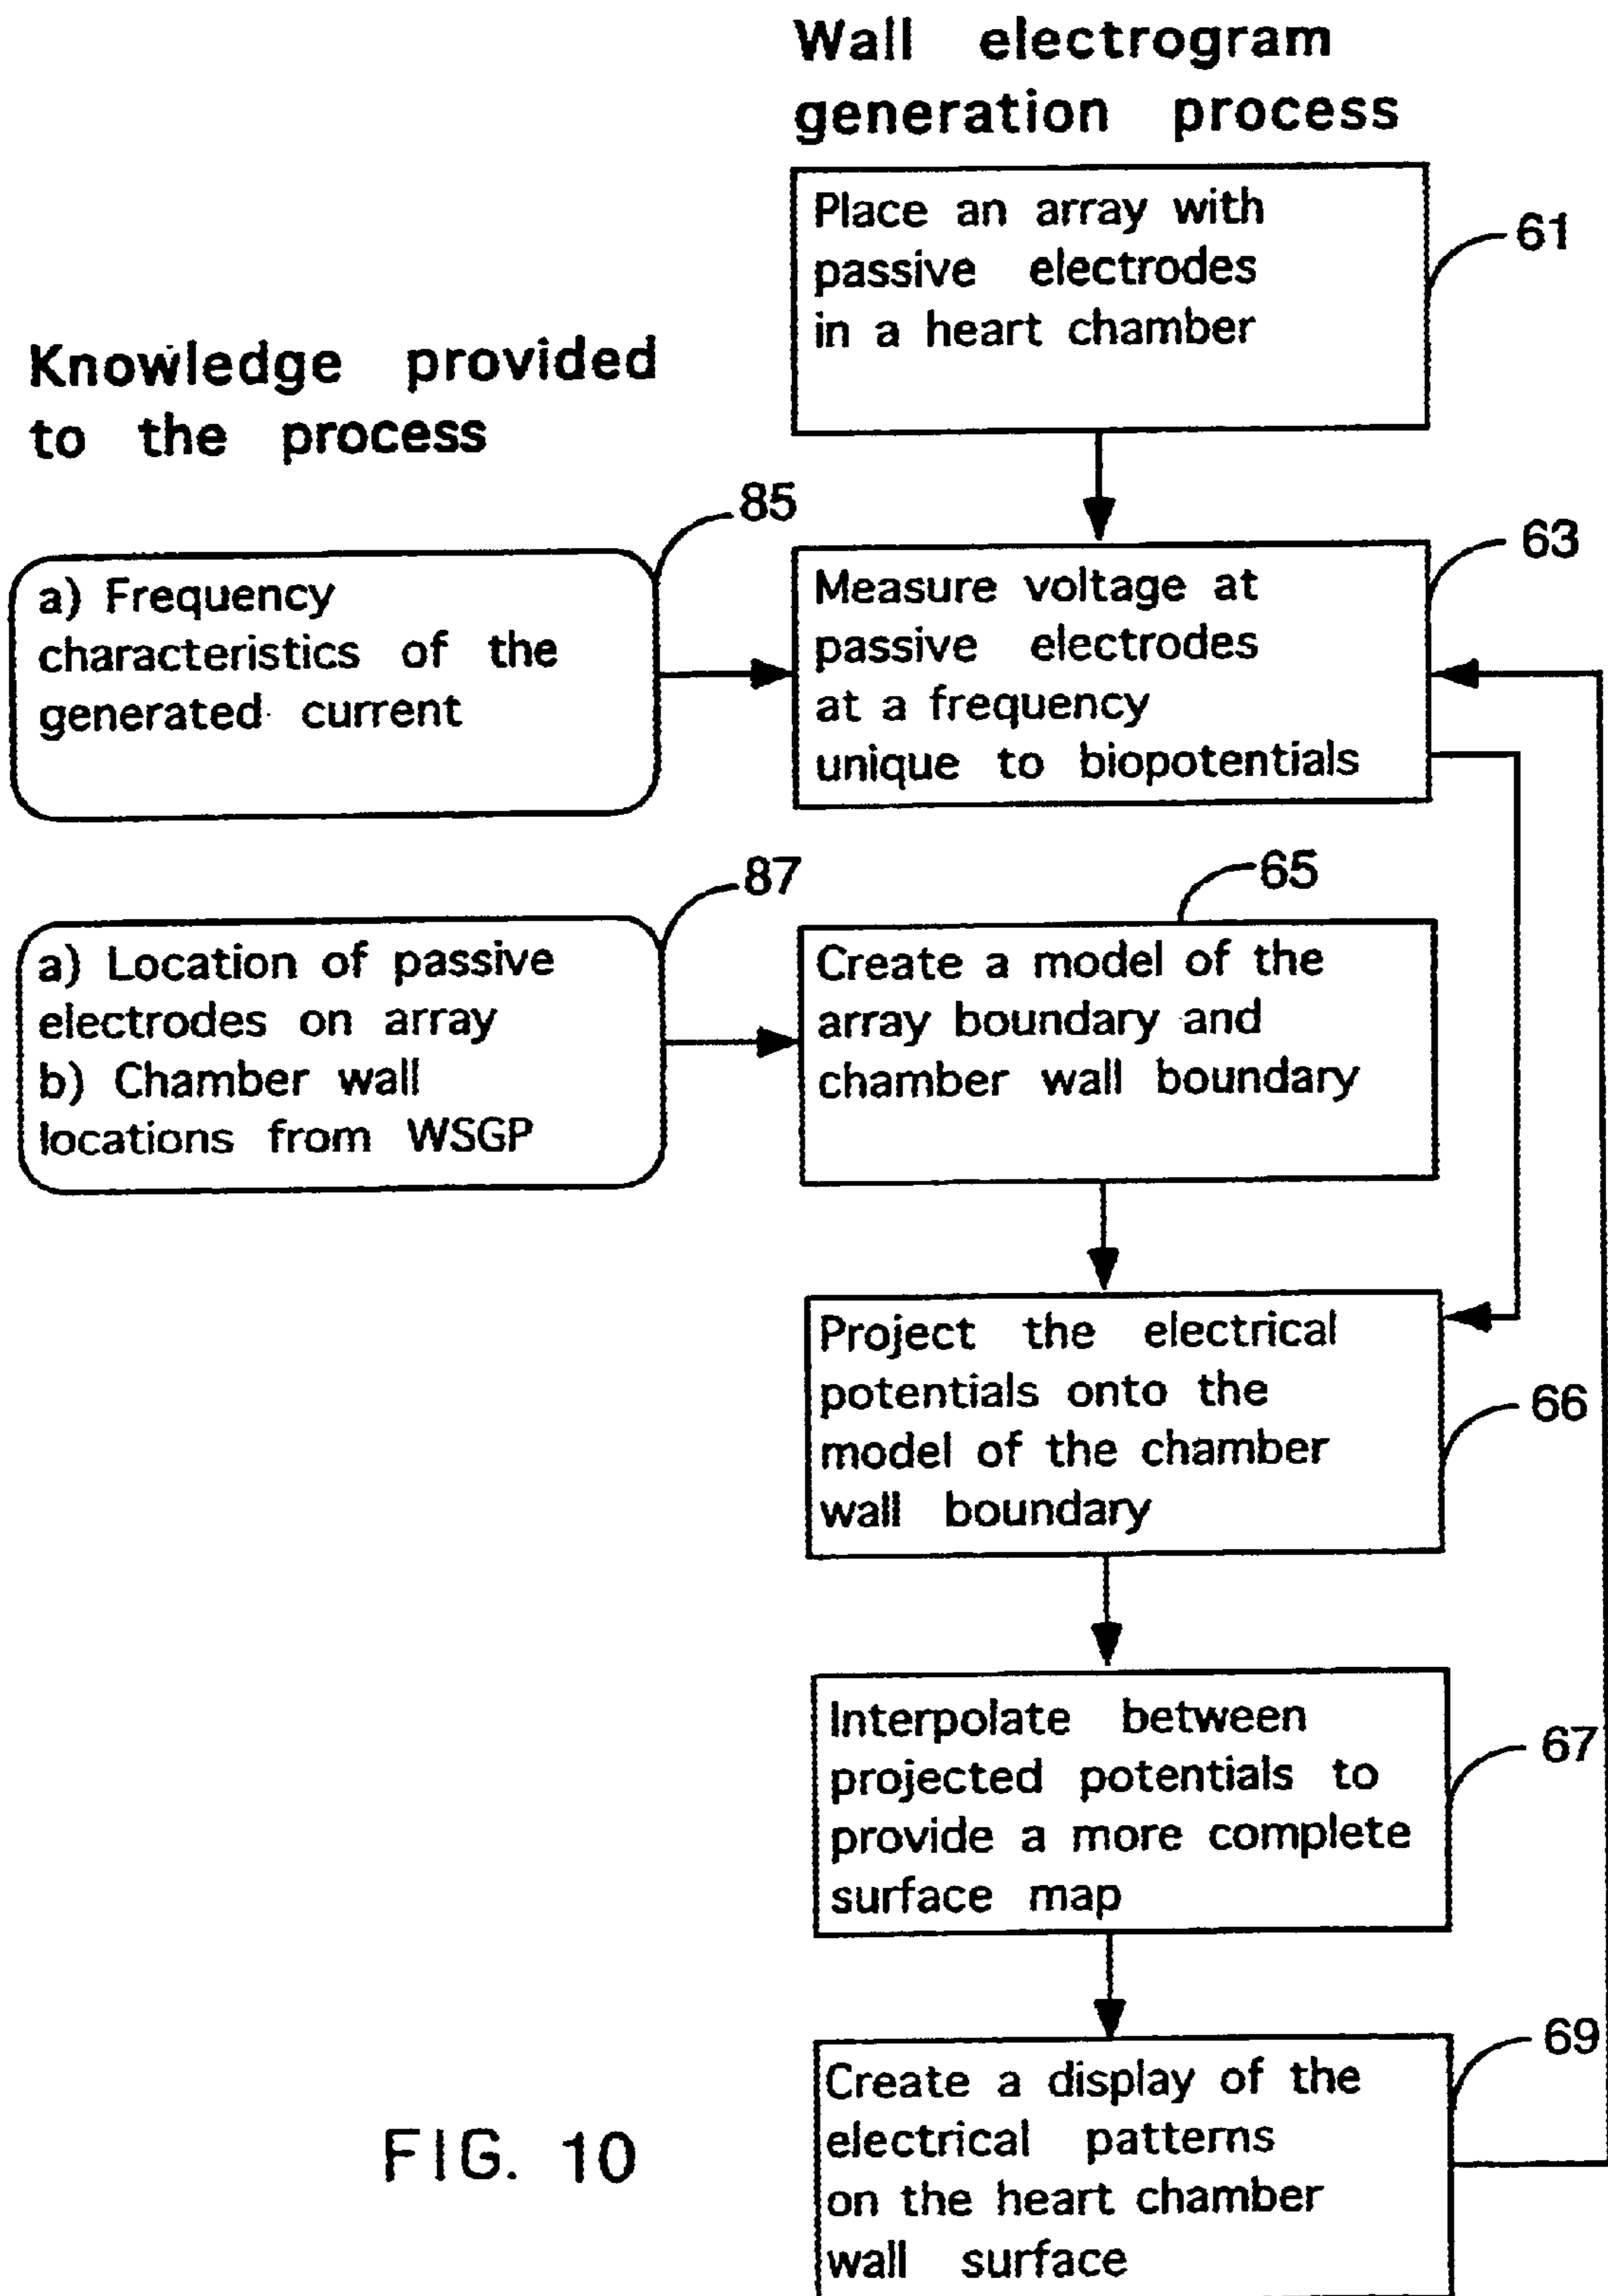 Wall electrogram
generation process
Place an array with
passive electrodes
in a heart chamber
61
Knowledge provided
to the process
85
a) Frequency
characteristics of the
generated current
63
Measure voltage at
passive electrodes
at a frequency
unique to biopotentials
87
a) Location of passive
electrodes on array
b) Chamber wall
locations from WSGP
65
Create a model of the
array boundary and
chamber wall boundary
Project the electrical
potentials onto the
model of the chamber
wall boundary
66
Interpolate between
projected potentials to
provide a more complete
surface map
67
Create a display of the
electrical patterns
on the heart chamber
wall surface
69
FIG. 10